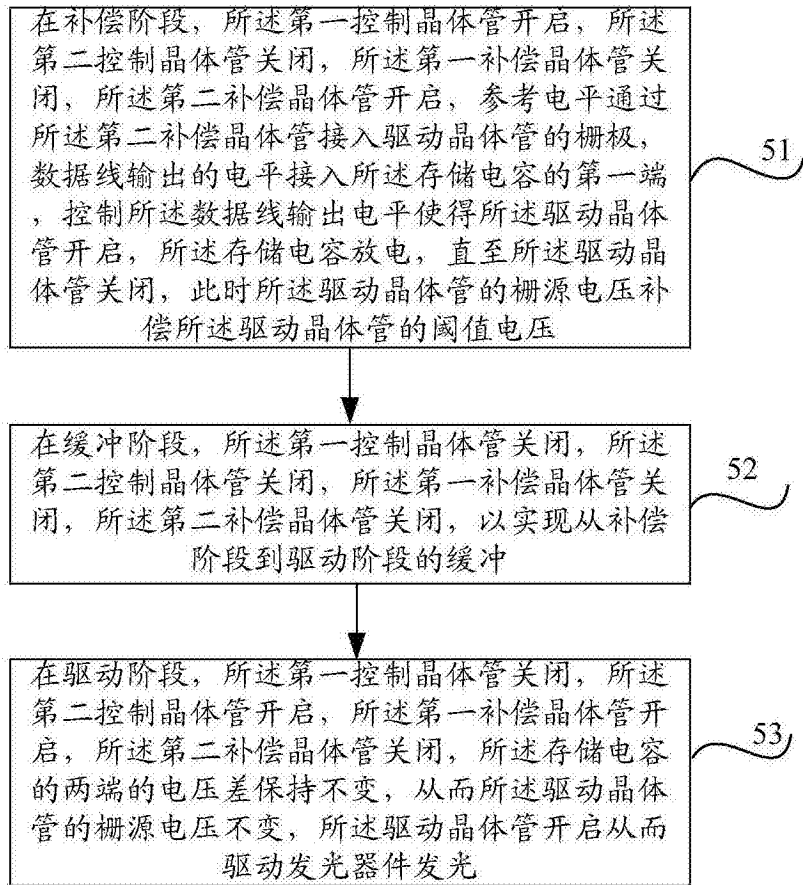 在补偿阶段，所述第一控制晶体管开启，所述
第二控制晶体管关闭，所述第一补偿晶体管关
闭，所述第二补偿晶体管开启，参考电平通过
所述第二补偿晶体管接入驱动晶体管的栅极，
数据线输出的电平接入所述存储电容的第一端
，控制所述数据线输出电平使得所述驱动晶体
管开启，所述存储电容放电，直至所述驱动晶
体管关闭，此时所述驱动晶体管的栅源电压补
偿所述驱动晶体管的阈值电压
51
在缓冲阶段，所述第一控制晶体管关闭，所述
第二控制晶体管关闭，所述第一补偿晶体管关
闭，所述第二补偿晶体管关闭，以实现从补偿
阶段到驱动阶段的缓冲
52
在驱动阶段，所述第一控制晶体管关闭，所述
第二控制晶体管开启，所述第一补偿晶体管开
启，所述第二补偿晶体管关闭，所述存储电容
的两端的电压差保持不变，从而所述驱动晶体
管的栅源电压不变，所述驱动晶体管开启从而
驱动发光器件发光
53